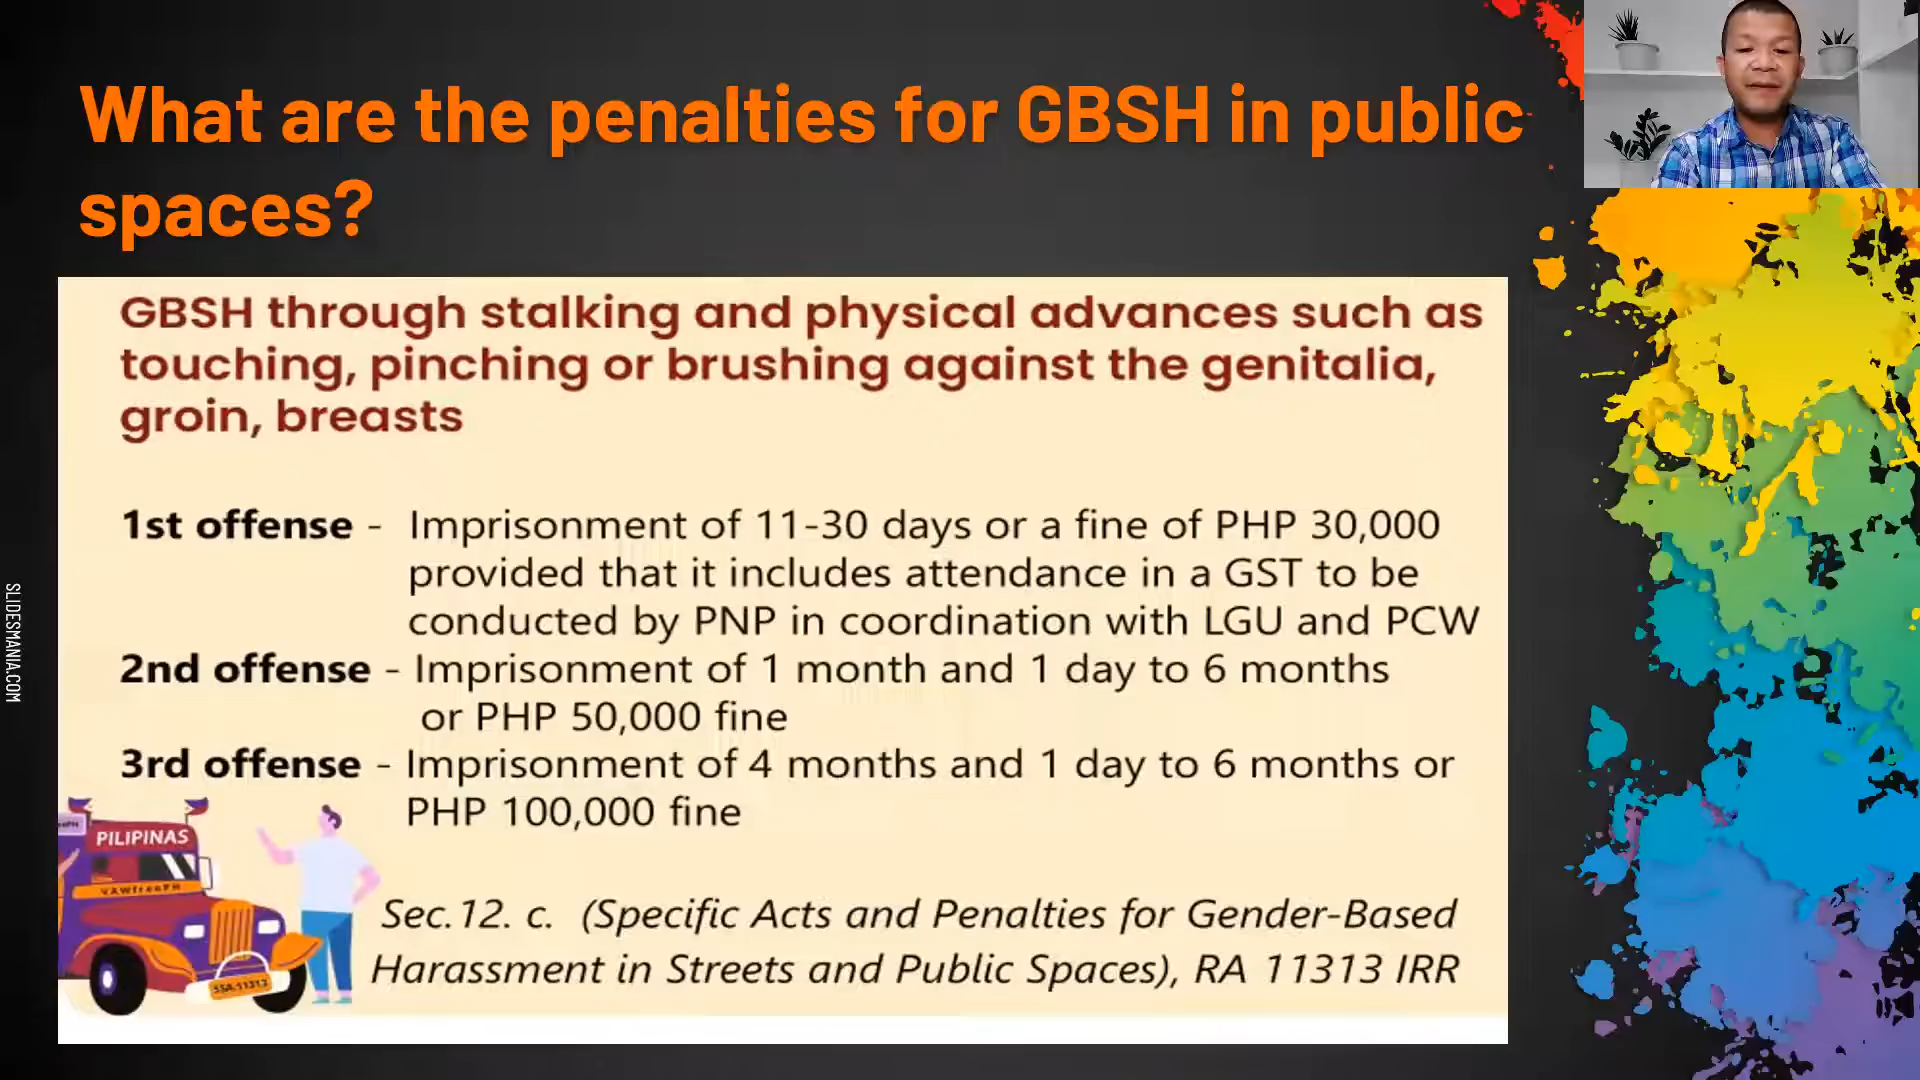 What are the penalties for GBSH in public
spaces?
GBSH through stalking and physical advances such as
touching, pinching or brushing against the genitalia,
groin, breasts
1st offense - Imprisonment of 11-30 days or a fine of PHP 30,000
provided that it includes attendance in a GST to be
conducted by PNP in coordination with LGU and PCW
2nd offense - Imprisonment of 1 month and 1 day to 6 months
or PHP 50,000 fine
3rd offense - Imprisonment of 4 months and 1 day to 6 months or
PHP 100,000 fine
PILIPINAS
VAWfreePH
SSA-11313
Sec.12. c. (Specific Acts and Penalties for Gender-Based
Harassment in Streets and Public Spaces), RA 11313 IRR
SLIDESMANIA.COM